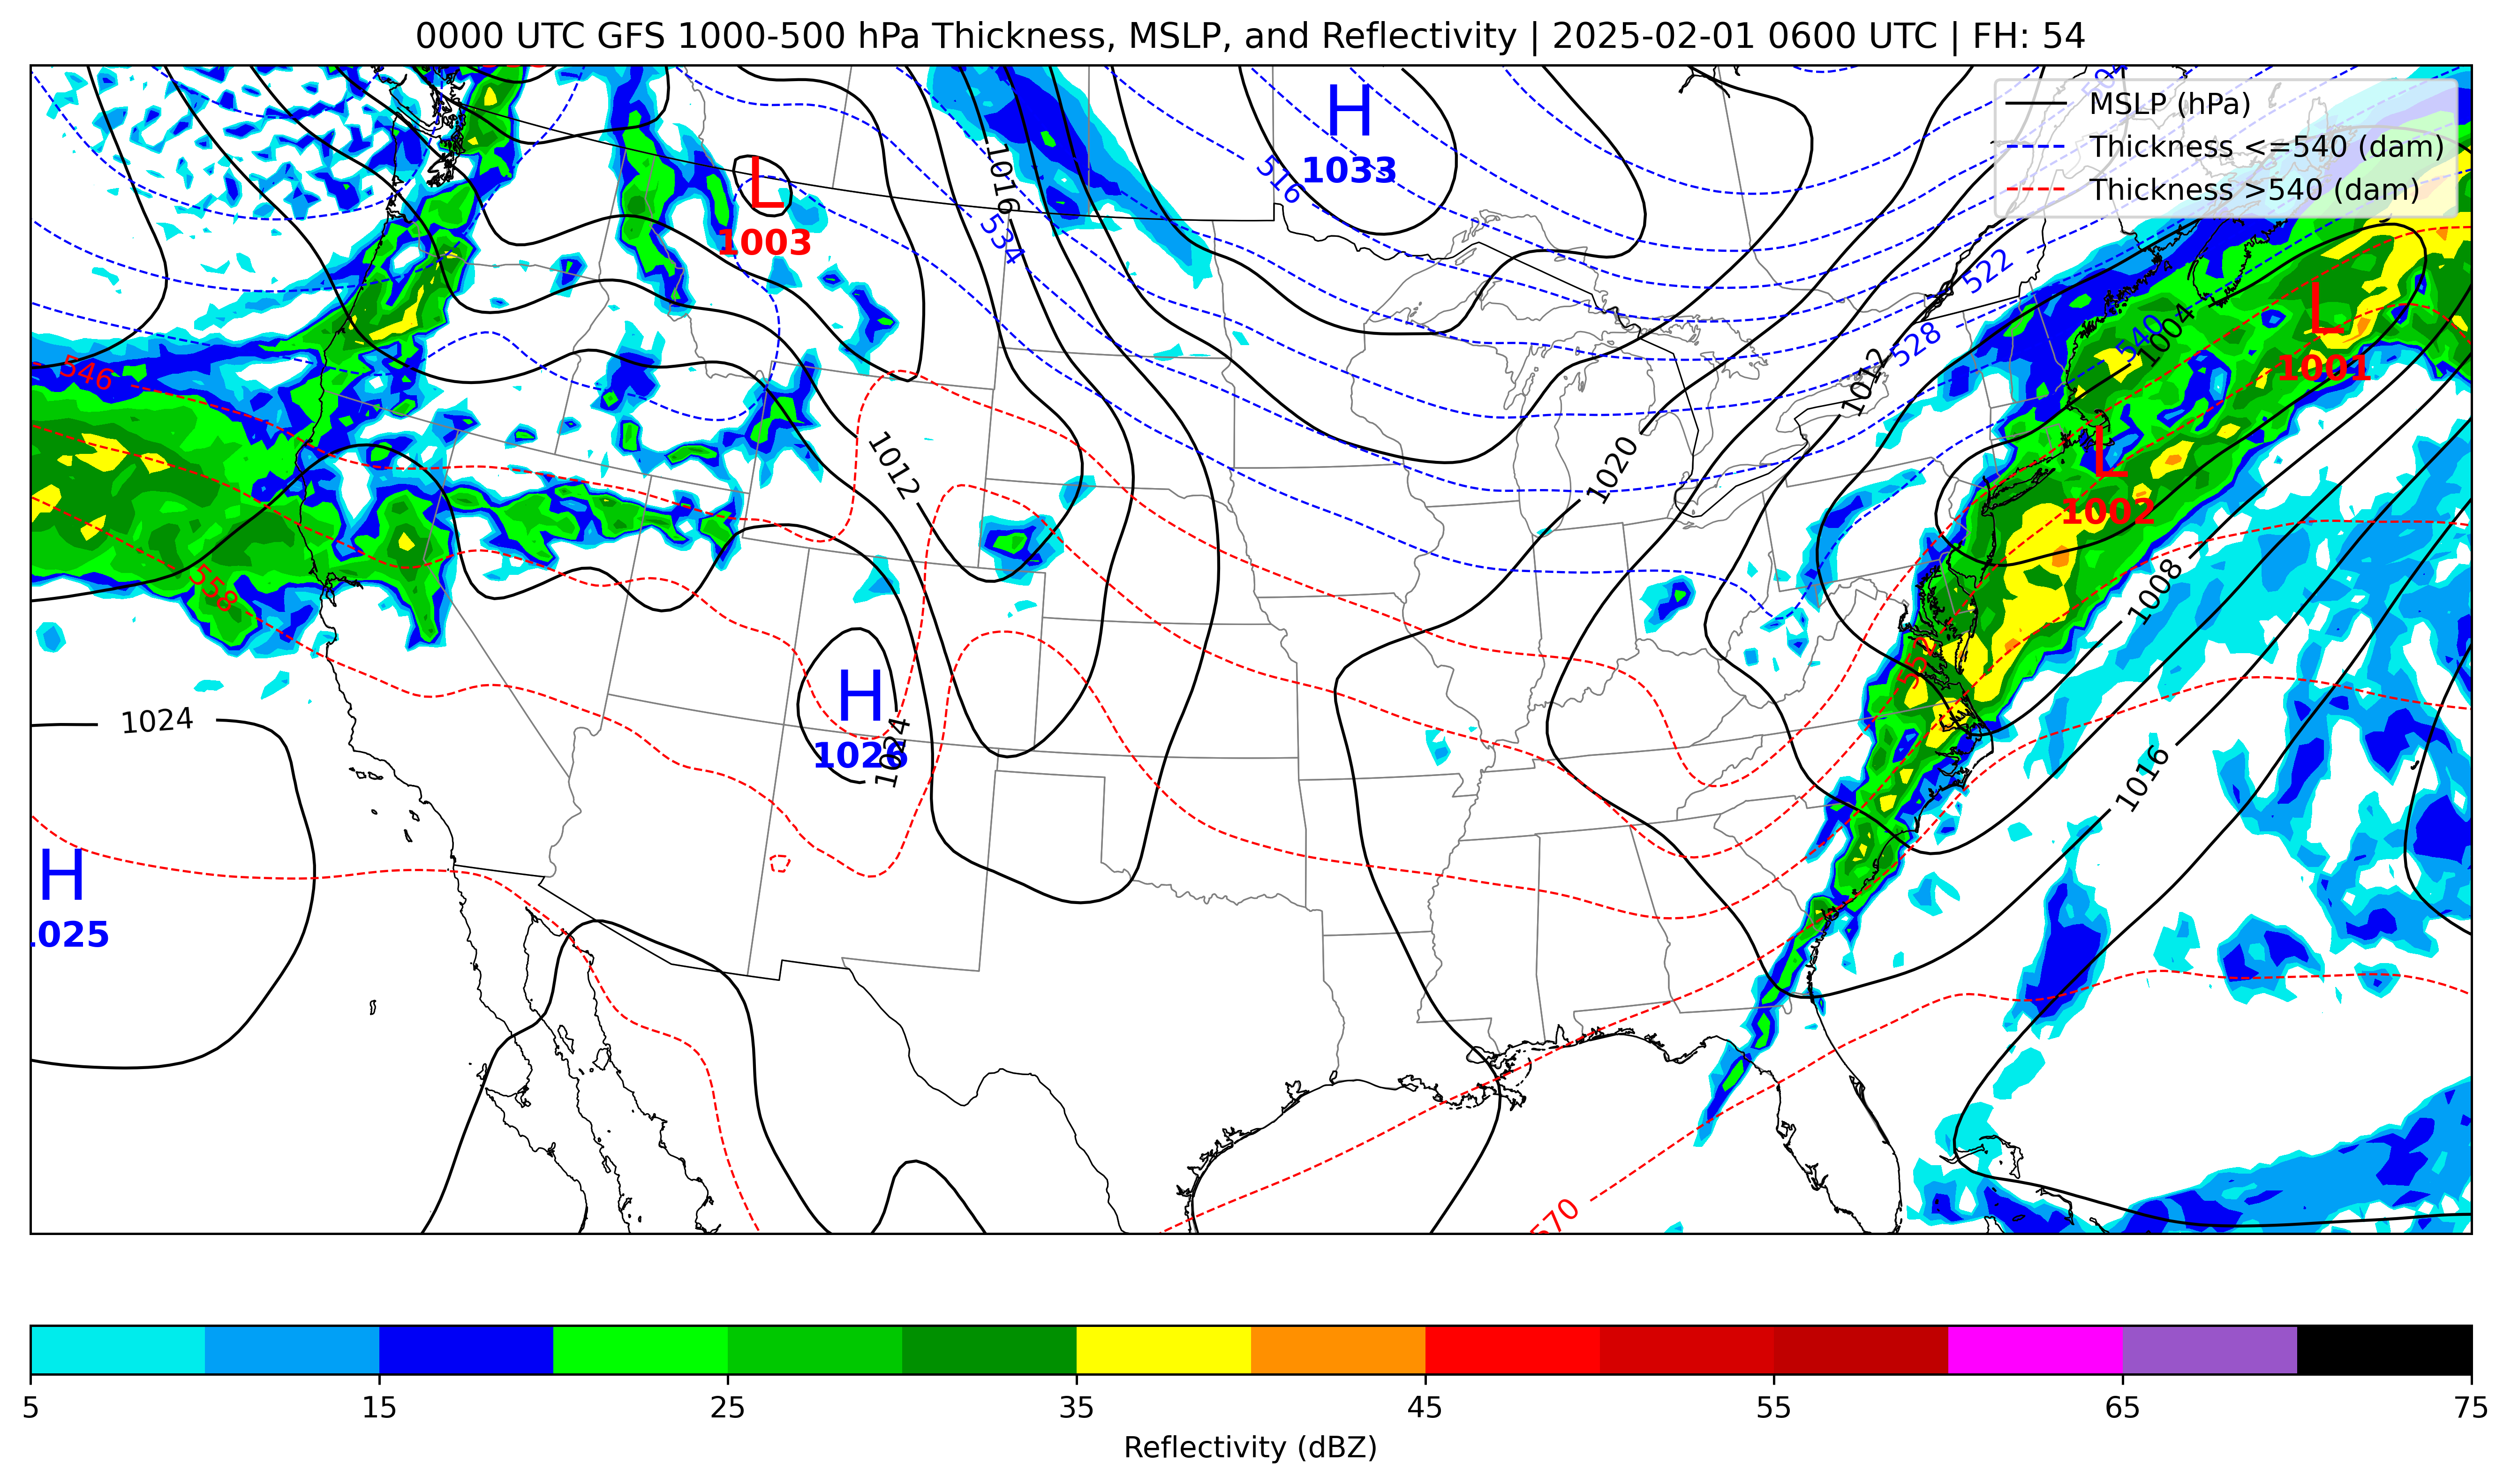 0000 UTC GFS 1000-500 hPa Thickness, MSLP, and Reflectivity | 2025-02-01 0600 UTC | FH: 54
MSLP (hPa)
Thickness <=540 (dam)
Thickness >540 (dam)
H
1033
L
1003
1016
516
534
522
528
540
1004
L
1001
546
1012
1012
1020
L
1002
558
1008
552
1024
H
1026
1024
1016
H
1025
570
5 15 25 35 45 55 65 75
Reflectivity (dBZ)